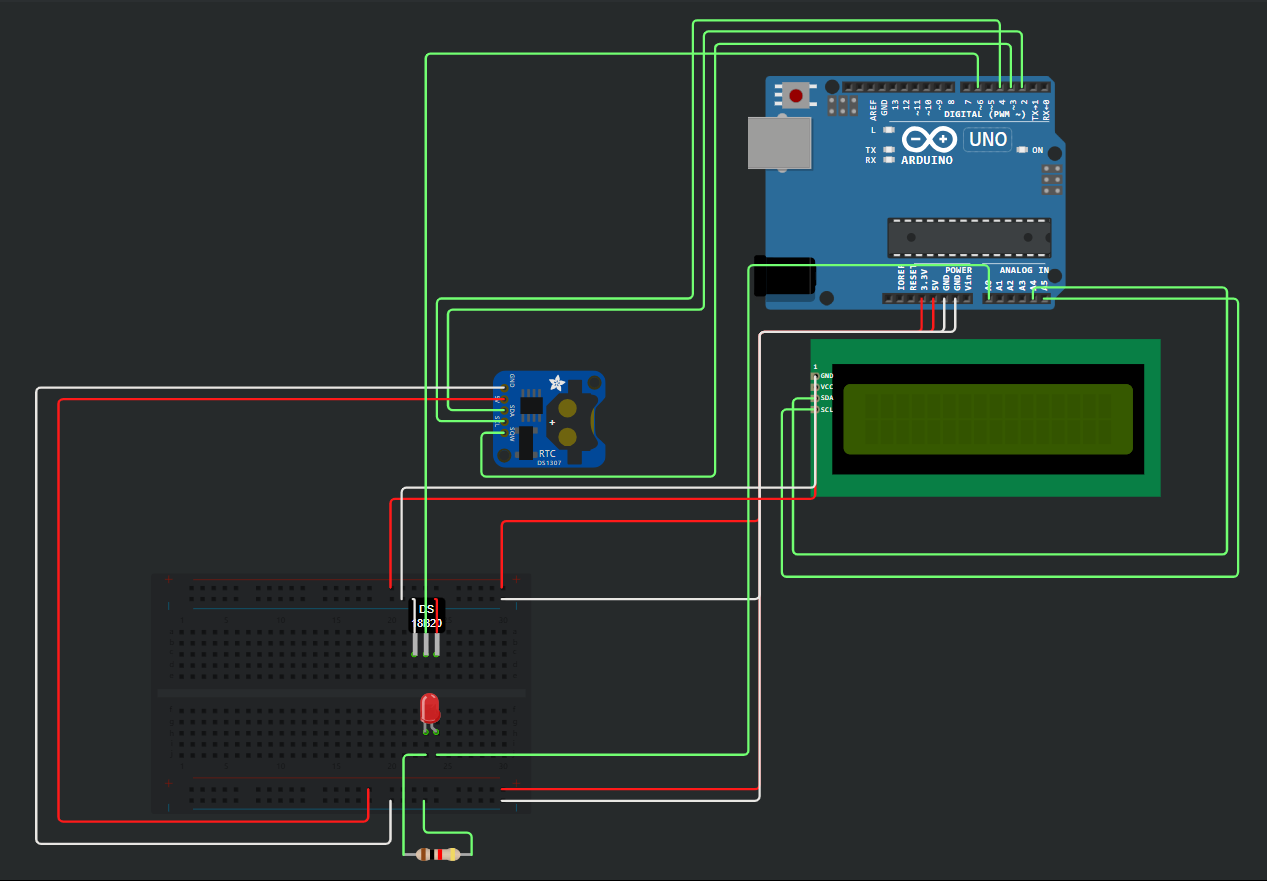 AREF
GND
13
12
~11
~10
~9
8
7
~6
~5
4
~3
2
TX→1
RX←0
DIGITAL (PWM ~)
L
TX
RX
ON
UNO
ARDUINO
IOREF
RESET
3.3V
5V
GND
GND
Vin
POWER
ANALOG IN
A0
A1
A2
A3
A4
A5
1
GND
VCC
SDA
SCL
GND
5V
SDA
SCL
SQW
RTC
DS1307
DS
18B20